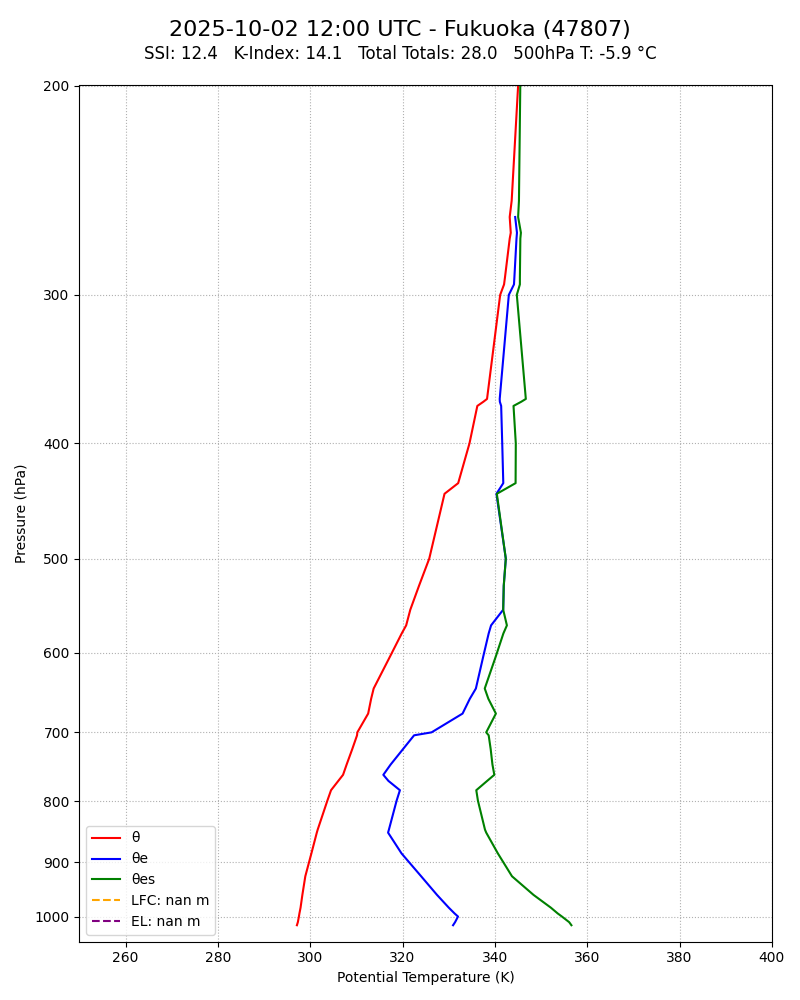 2025-10-02 12:00 UTC - Fukuoka (47807)
SSI: 12.4   K-Index: 14.1   Total Totals: 28.0   500hPa T: -5.9 °C
200
300
400
500
600
700
800
900
1000
Pressure (hPa)
θ
θe
θes
LFC: nan m
EL: nan m
260 280 300 320 340 360 380 400
Potential Temperature (K)